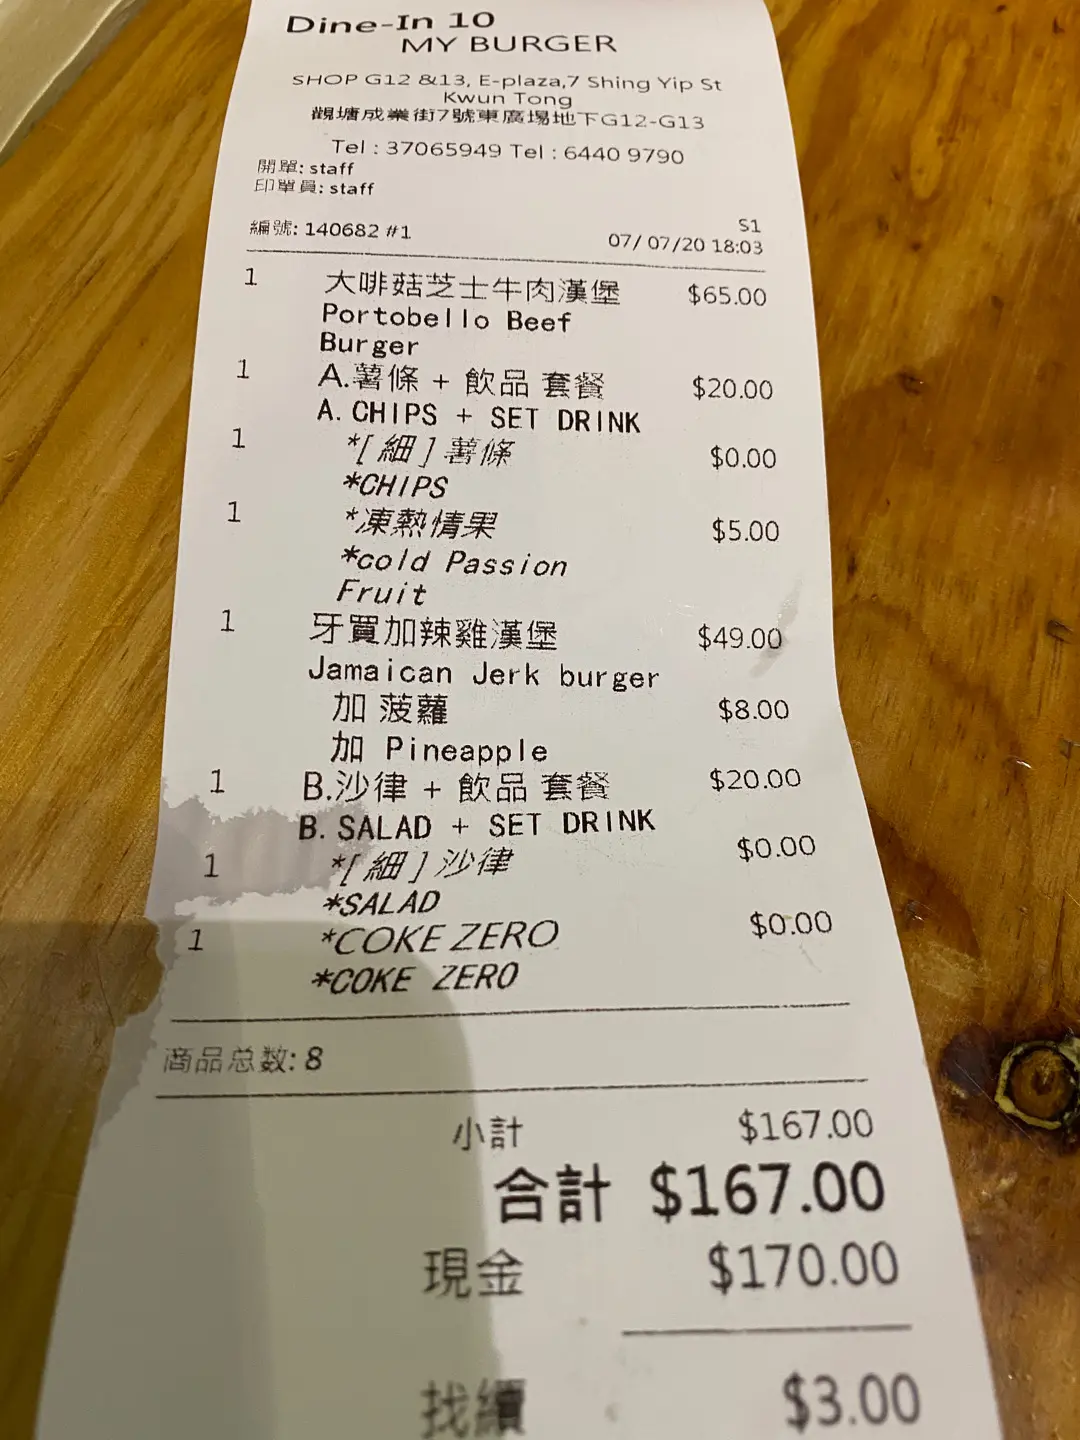 Dine-In 10
MY BURGER
SHOP G12 &13, E-plaza,7 Shing Yip St
Kwun Tong
觀塘成業街7號東廣場地下G12-G13
Tel : 37065949 Tel : 6440 9790
開單: staff
印單員: staff
S1
編號: 140682 #1 07/ 07/20 18:03
1 大啡菇芝士牛肉漢堡 $65.00
Portobello Beef
Burger
1 A.薯條 + 飲品 套餐 $20.00
A. CHIPS + SET DRINK
1 *[ 細 ] 薯條 $0.00
*CHIPS
1 *凍熱情果 $5.00
*cold Passion
Fruit
1 牙買加辣雞漢堡 $49.00
Jamaican Jerk burger
加 菠蘿 $8.00
加 Pineapple
1 B.沙律 + 飲品 套餐 $20.00
B. SALAD + SET DRINK
1 *[ 細 ] 沙律 $0.00
*SALAD
1 *COKE ZERO $0.00
*COKE ZERO
商品总数: 8
小計 $167.00
合計 $167.00
現金 $170.00
找續 $3.00